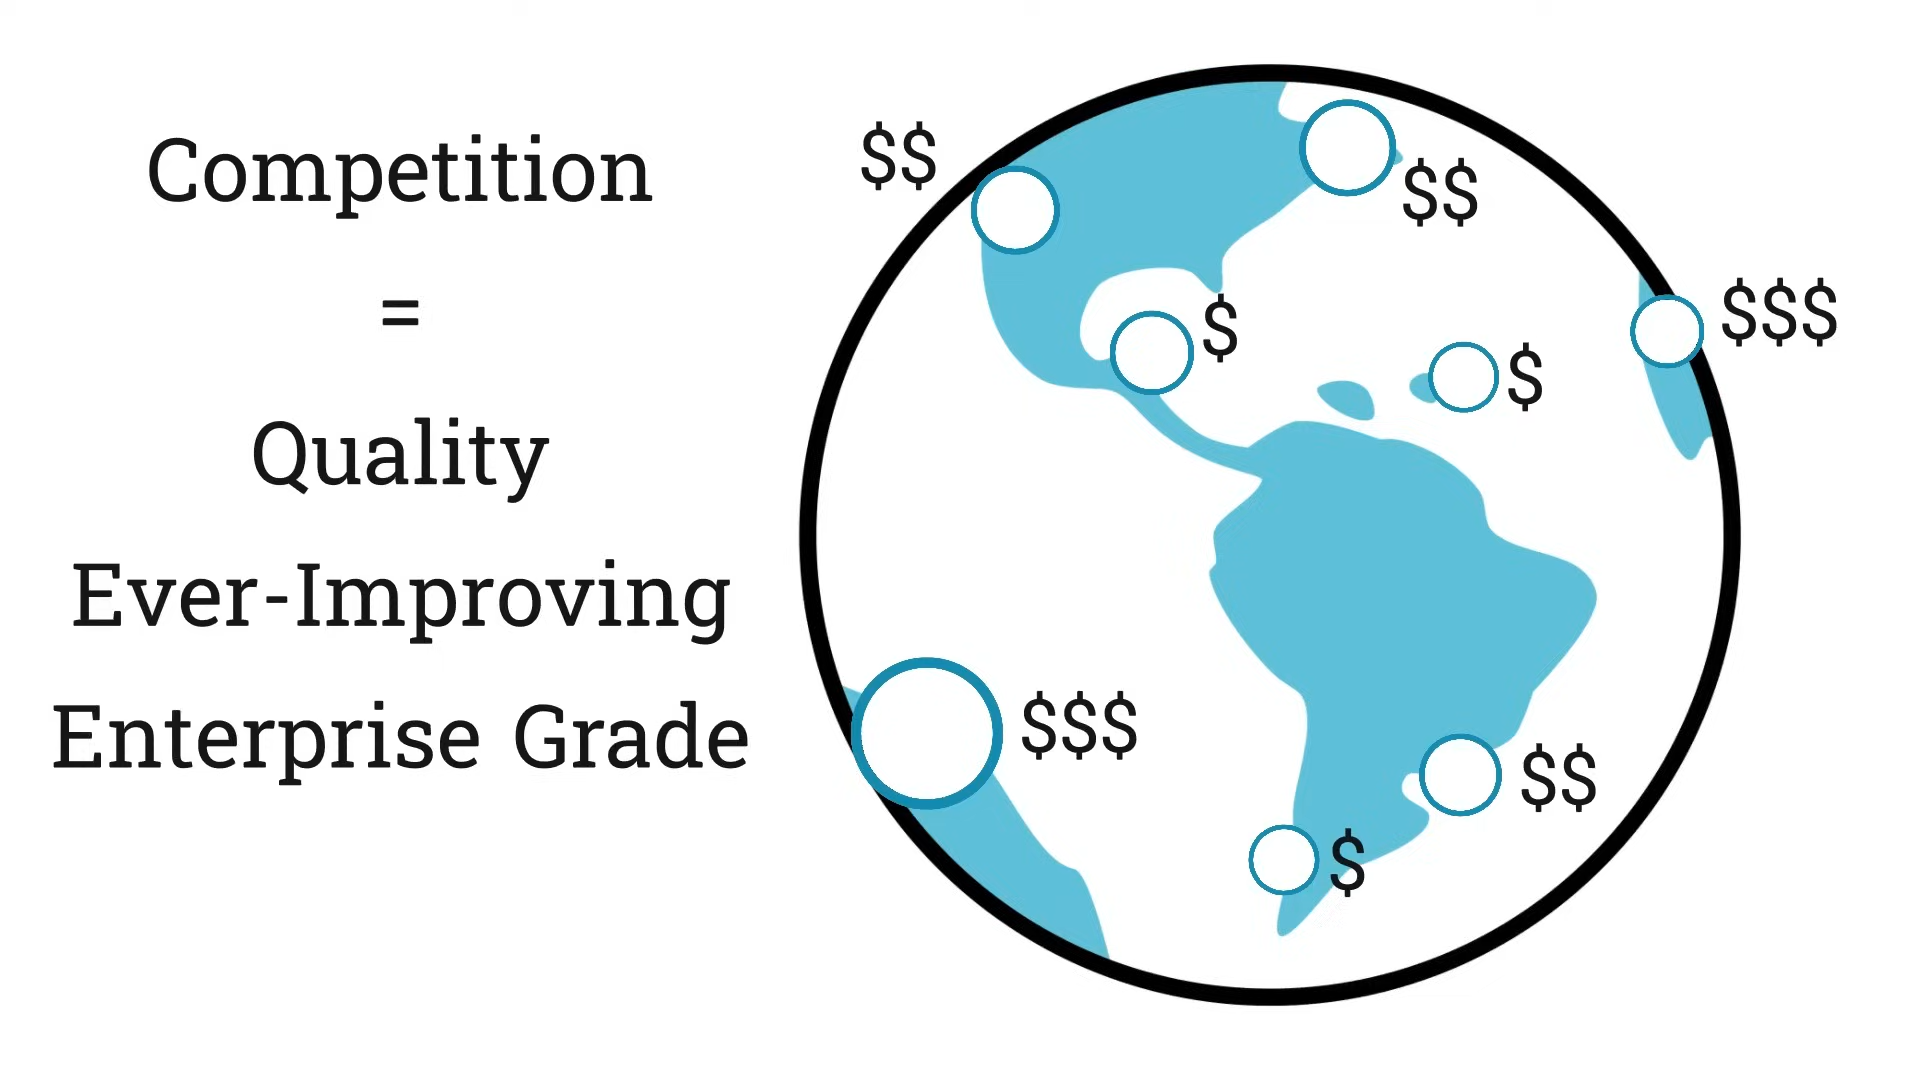 Competition
=
Quality
Ever-Improving
Enterprise Grade
$$
$$
$$$
$
$
$$$
$$
$